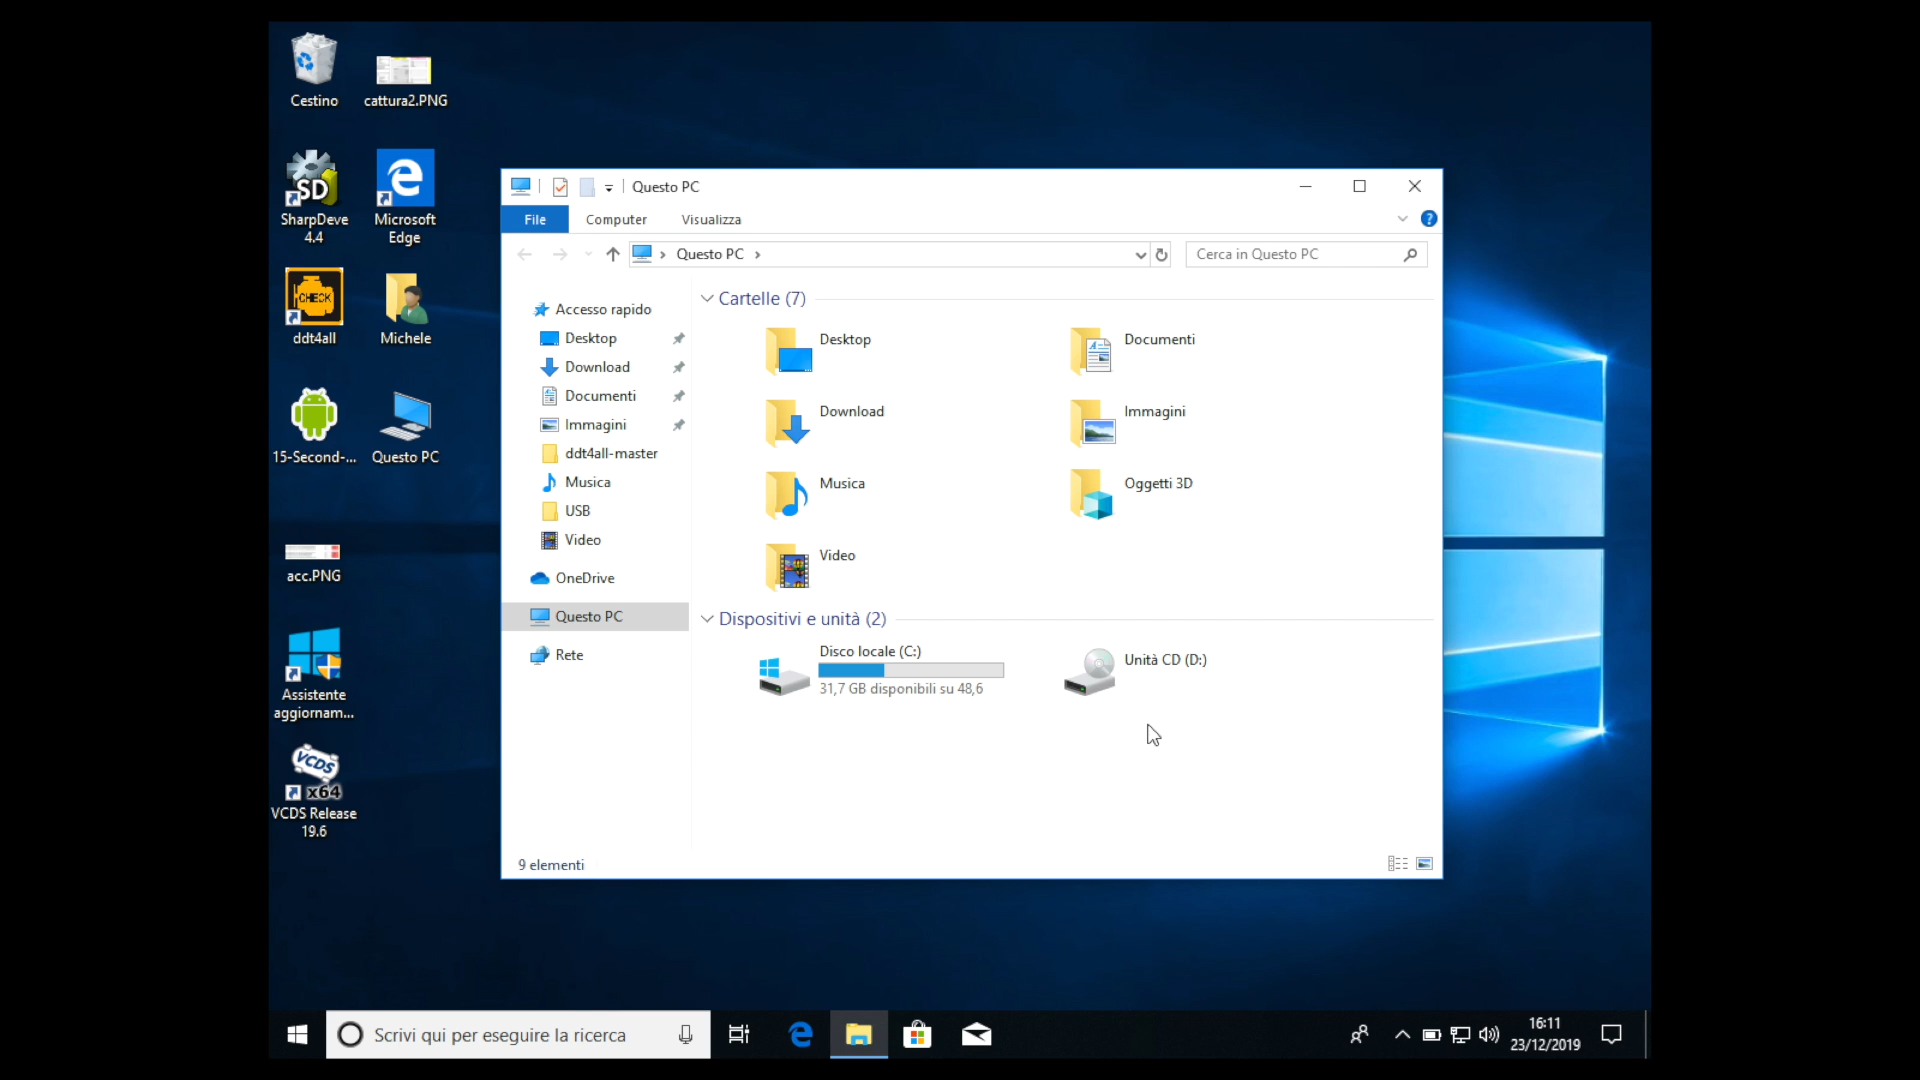 Cestino
cattura2.PNG
SD
SharpDeve
4.4
Microsoft
Edge
CHECK
ddt4all
Michele
15-Second-...
Questo PC
acc.PNG
Assistente
aggiornam...
VCDS
x64
VCDS Release
19.6
Questo PC
File
Computer
Visualizza
Questo PC
Cerca in Questo PC
Accesso rapido
Desktop
Download
Documenti
Immagini
ddt4all-master
Musica
USB
Video
OneDrive
Questo PC
Rete
Cartelle (7)
Desktop
Documenti
Download
Immagini
Musica
Oggetti 3D
Video
Dispositivi e unità (2)
Disco locale (C:)
31,7 GB disponibili su 48,6
Unità CD (D:)
9 elementi
Scrivi qui per eseguire la ricerca
16:11
23/12/2019